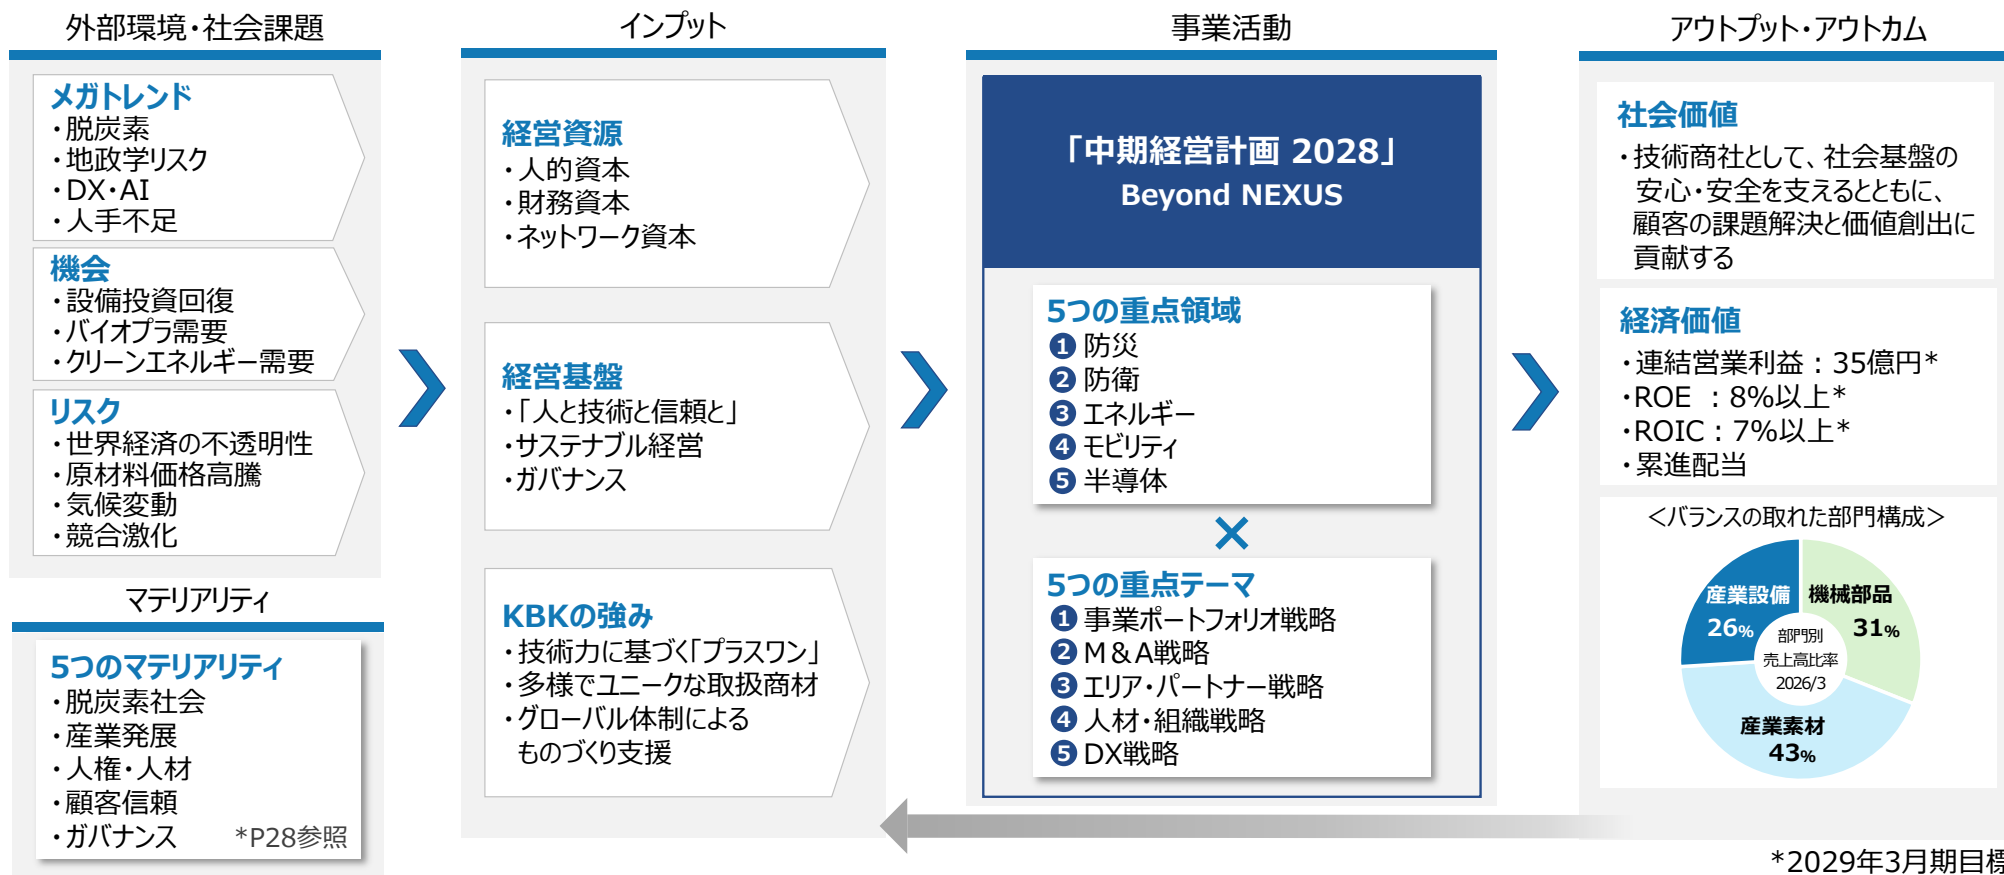 外部環境・社会課題
メガトレンド
・脱炭素
・地政学リスク
・DX・AI
・人手不足
機会
・設備投資回復
・バイオプラ需要
・クリーンエネルギー需要
リスク
・世界経済の不透明性
・原材料価格高騰
・気候変動
・競合激化
マテリアリティ
5つのマテリアリティ
・脱炭素社会
・産業発展
・人権・人材
・顧客信頼
・ガバナンス *P28参照
インプット
経営資源
・人的資本
・財務資本
・ネットワーク資本
経営基盤
・「人と技術と信頼と」
・サステナブル経営
・ガバナンス
KBKの強み
・技術力に基づく「プラスワン」
・多様でユニークな取扱商材
・グローバル体制による
ものづくり支援
事業活動
「中期経営計画 2028」
Beyond NEXUS
5つの重点領域
❶ 防災
❷ 防衛
❸ エネルギー
❹ モビリティ
❺ 半導体
×
5つの重点テーマ
❶ 事業ポートフォリオ戦略
❷ M&A戦略
❸ エリア・パートナー戦略
❹ 人材・組織戦略
❺ DX戦略
アウトプット・アウトカム
社会価値
・技術商社として、社会基盤の
安心・安全を支えるとともに、
顧客の課題解決と価値創出に
貢献する
経済価値
・連結営業利益：35億円*
・ROE ：8%以上*
・ROIC：7%以上*
・累進配当
＜バランスの取れた部門構成＞
産業設備
26%
機械部品
31%
部門別
売上高比率
2026/3
産業素材
43%
*2029年3月期目標